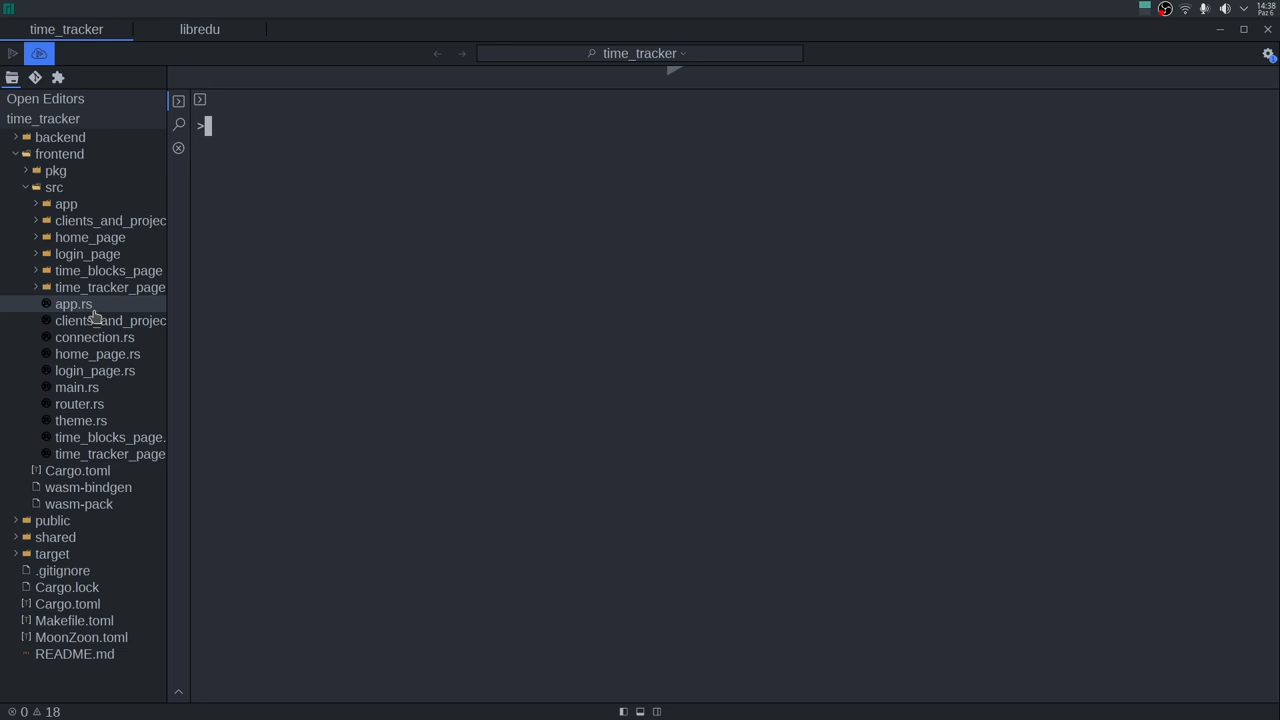 14:38
Paz 6
time_tracker
libredu
time_tracker
Open Editors
time_tracker
backend
frontend
pkg
src
app
clients_and_projec
home_page
login_page
time_blocks_page
time_tracker_page
app.rs
clients_and_projec
connection.rs
home_page.rs
login_page.rs
main.rs
router.rs
theme.rs
time_blocks_page.
time_tracker_page
Cargo.toml
wasm-bindgen
wasm-pack
public
shared
target
.gitignore
Cargo.lock
Cargo.toml
Makefile.toml
MoonZoon.toml
README.md
>
0 18